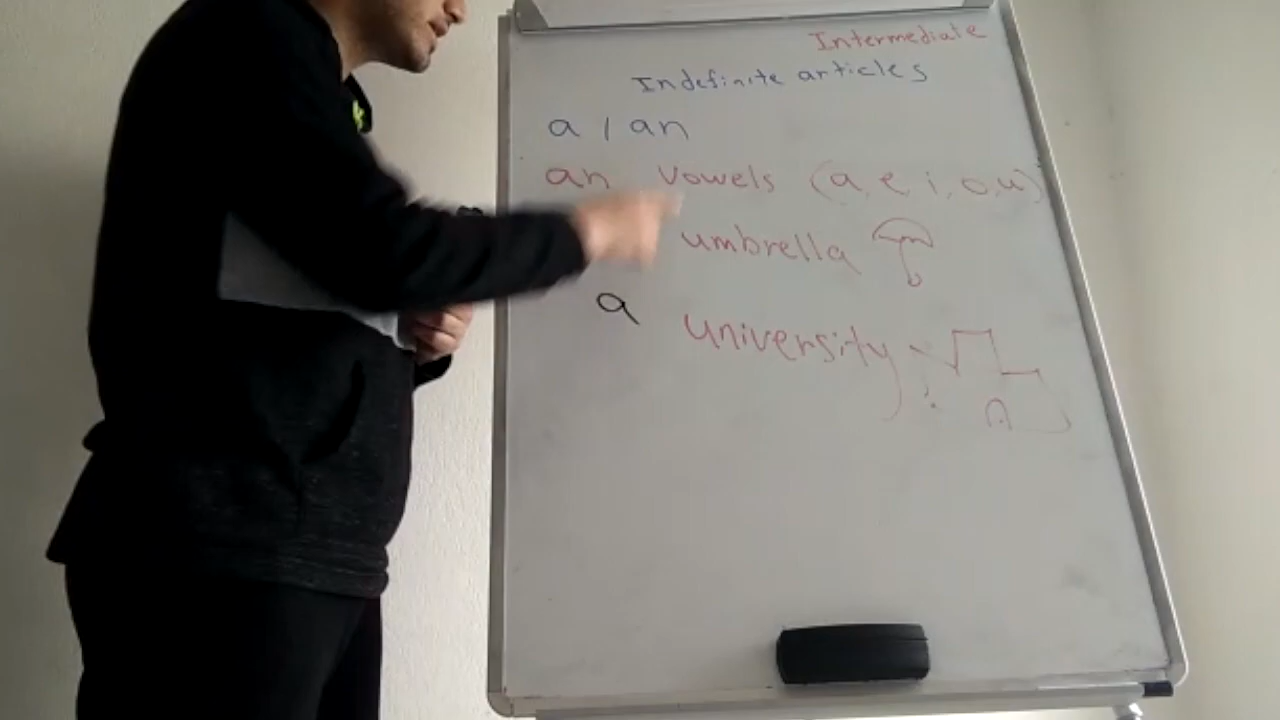 Intermediate
Indefinite articles
a / an
an vowels (a, e, i, o, u)
umbrella
a university